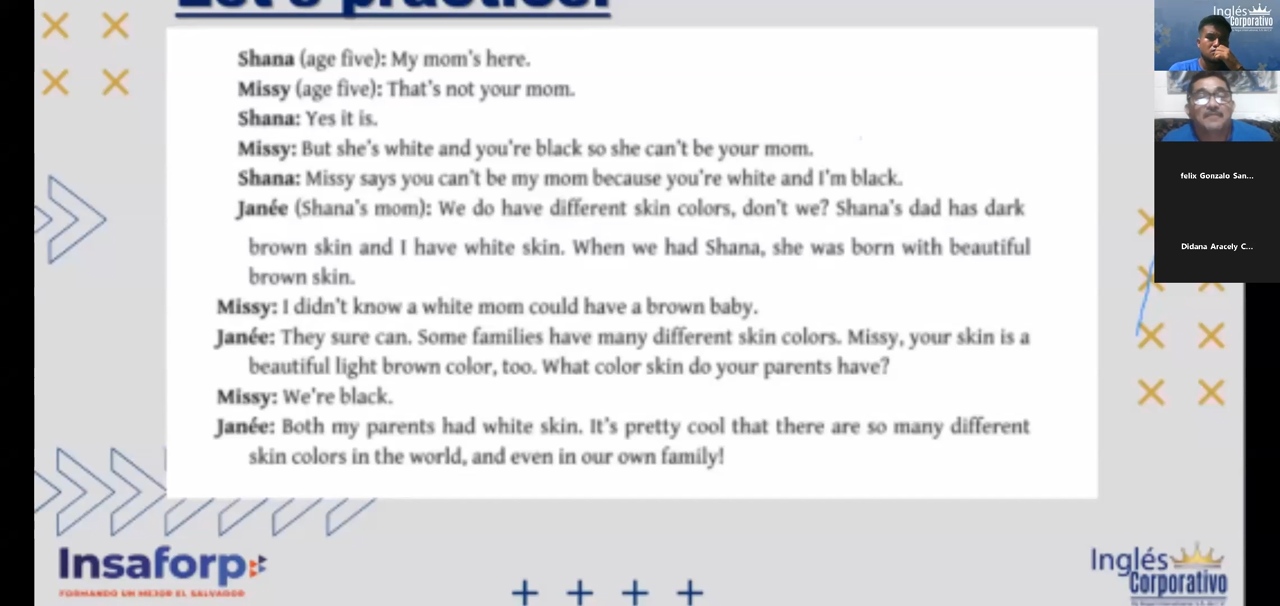 Let's practise!
Shana (age five): My mom's here.
Missy (age five): That's not your mom.
Shana: Yes it is.
Missy: But she's white and you're black so she can't be your mom.
Shana: Missy says you can't be my mom because you're white and I'm black.
Janée (Shana's mom): We do have different skin colors, don't we? Shana's dad has dark
brown skin and I have white skin. When we had Shana, she was born with beautiful
brown skin.
Missy: I didn't know a white mom could have a brown baby.
Janée: They sure can. Some families have many different skin colors. Missy, your skin is a
beautiful light brown color, too. What color skin do your parents have?
Missy: We're black.
Janée: Both my parents had white skin. It's pretty cool that there are so many different
skin colors in the world, and even in our own family!
Insaforp
FORMANDO UN MEJOR EL SALVADOR
Inglés
Corporativo
Inglés
Corporativo
felix Gonzalo San...
Didana Aracely C...